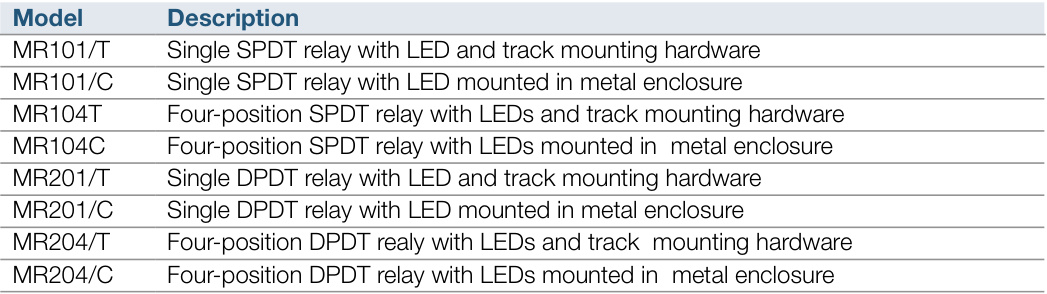 Model Description
MR101/T Single SPDT relay with LED and track mounting hardware
MR101/C Single SPDT relay with LED mounted in metal enclosure
MR104T Four-position SPDT relay with LEDs and track mounting hardware
MR104C Four-position SPDT relay with LEDs mounted in  metal enclosure
MR201/T Single DPDT relay with LED and track mounting hardware
MR201/C Single DPDT relay with LED mounted in metal enclosure
MR204/T Four-position DPDT realy with LEDs and track  mounting hardware
MR204/C Four-position DPDT relay with LEDs mounted in  metal enclosure